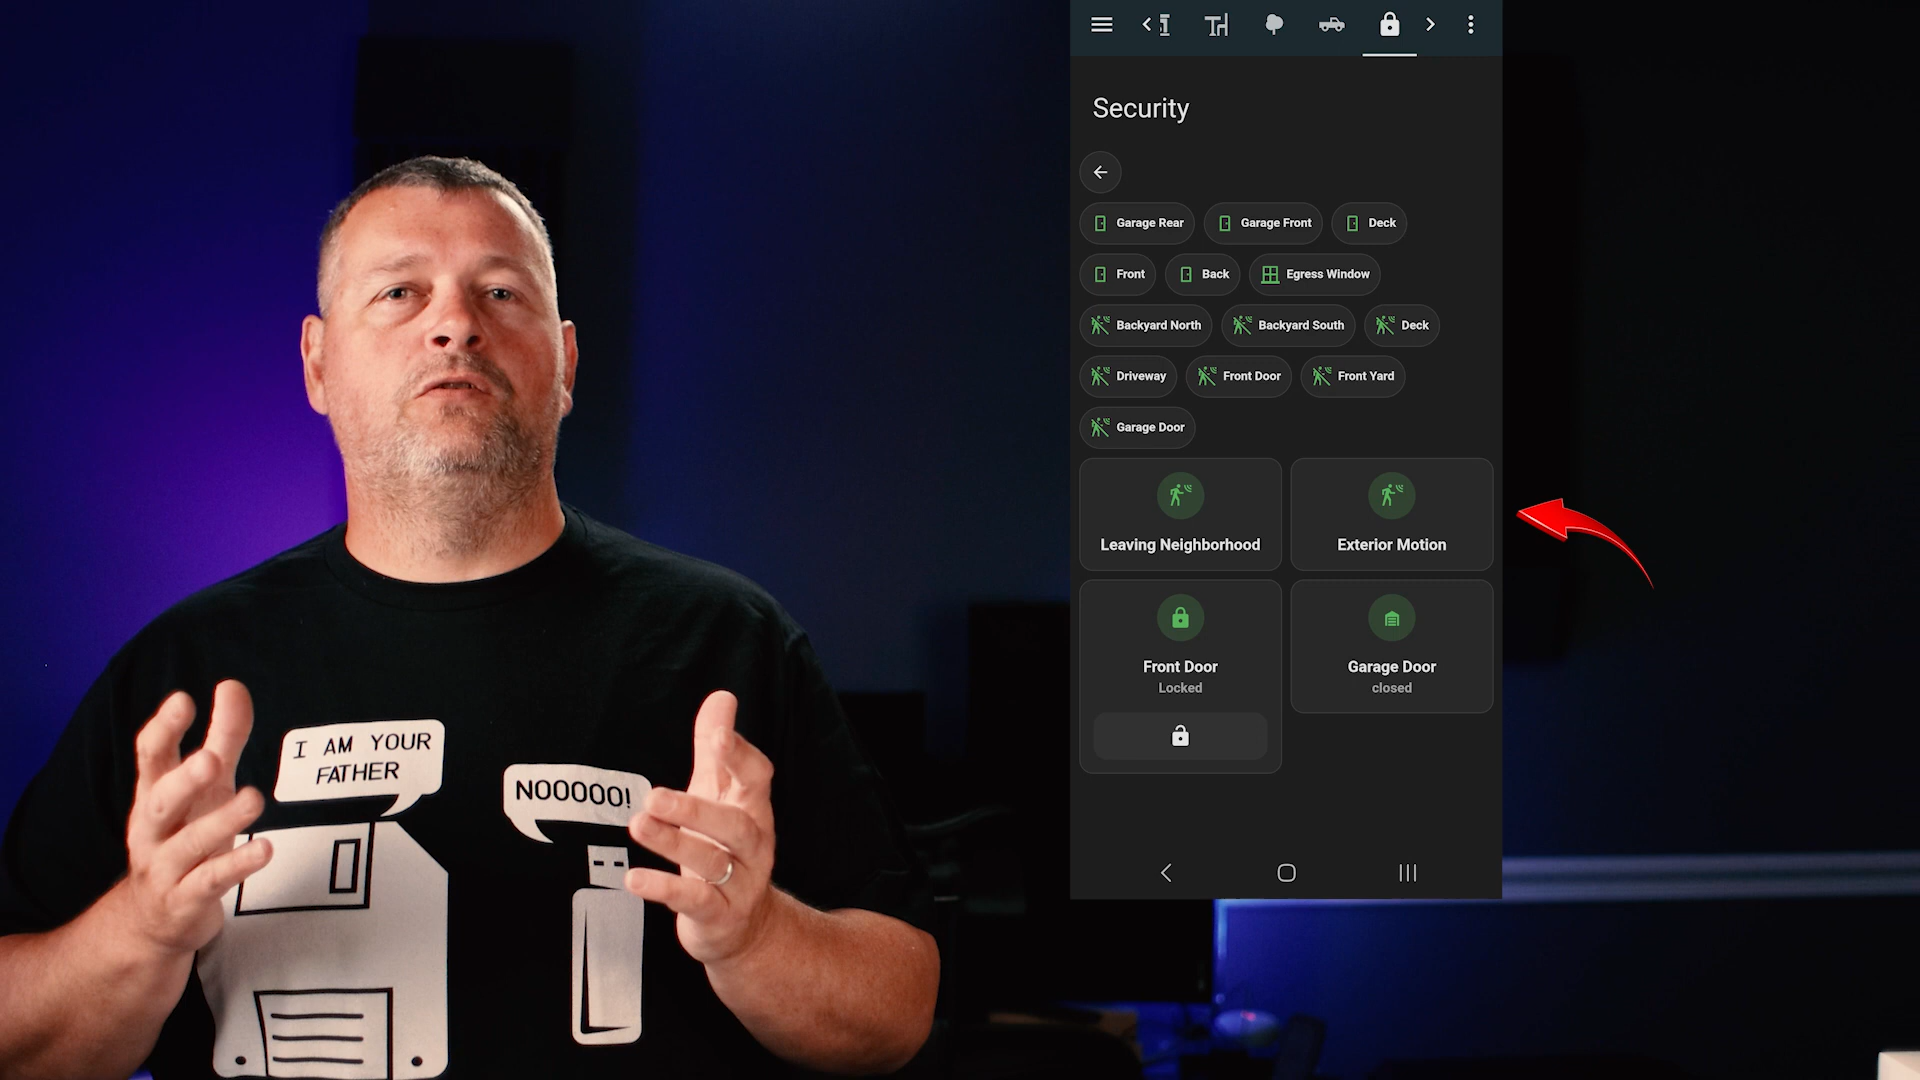 Security
Garage Rear
Garage Front
Deck
Front
Back
Egress Window
Backyard North
Backyard South
Deck
Driveway
Front Door
Front Yard
Garage Door
Leaving Neighborhood
Exterior Motion
Front Door
Locked
Garage Door
closed
I AM YOUR
FATHER
NOOOOO!